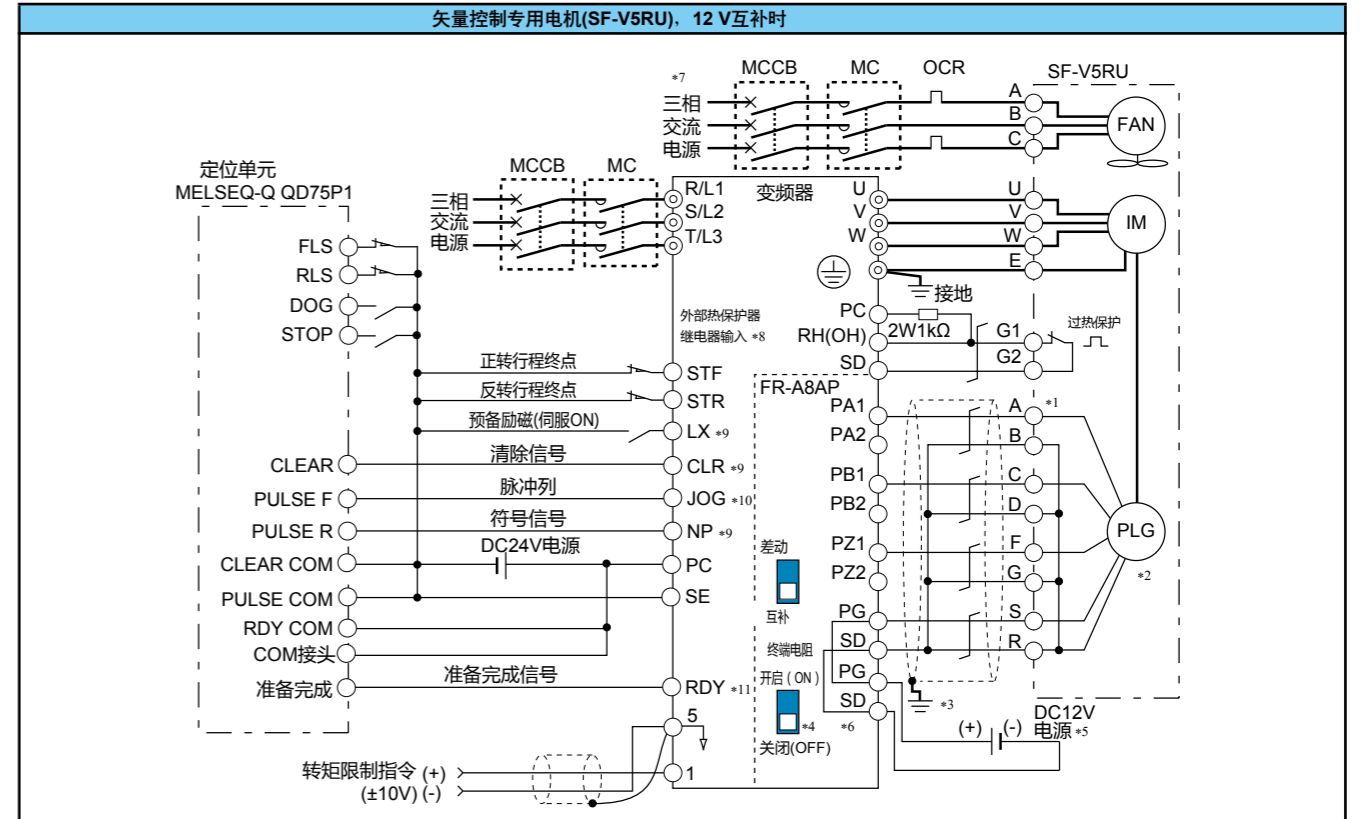 矢量控制专用电机(SF-V5RU)，12 V互补时
*7
MCCB
MC
OCR
SF-V5RU
三相
交流
电源
A
B
C
FAN
定位单元
MELSEQ-Q QD75P1
MCCB
MC
三相
交流
电源
R/L1
S/L2
T/L3
变频器
U
V
W
U
V
W
E
IM
接地
FLS
RLS
DOG
STOP
外部热保护器
继电器输入 *8
PC
RH(OH)
SD
2W1kΩ
G1
G2
过热保护
正转行程终点
STF
反转行程终点
STR
预备励磁(伺服ON)
LX *9
CLEAR
清除信号
CLR *9
PULSE F
脉冲列
JOG *10
PULSE R
符号信号
NP *9
CLEAR COM
DC24V电源
PC
PULSE COM
SE
RDY COM
COM接头
准备完成
准备完成信号
RDY *11
5
转矩限制指令 (+)
(±10V) (-)
1
FR-A8AP
PA1
PA2
PB1
PB2
PZ1
PZ2
PG
SD
PG
SD
差动
互补
终端电阻
开启 ( ON )
*4
关闭(OFF)
*6
A
*1
B
C
D
F
G
S
R
PLG
*2
*3
(+)
(-)
DC12V
电源 *5